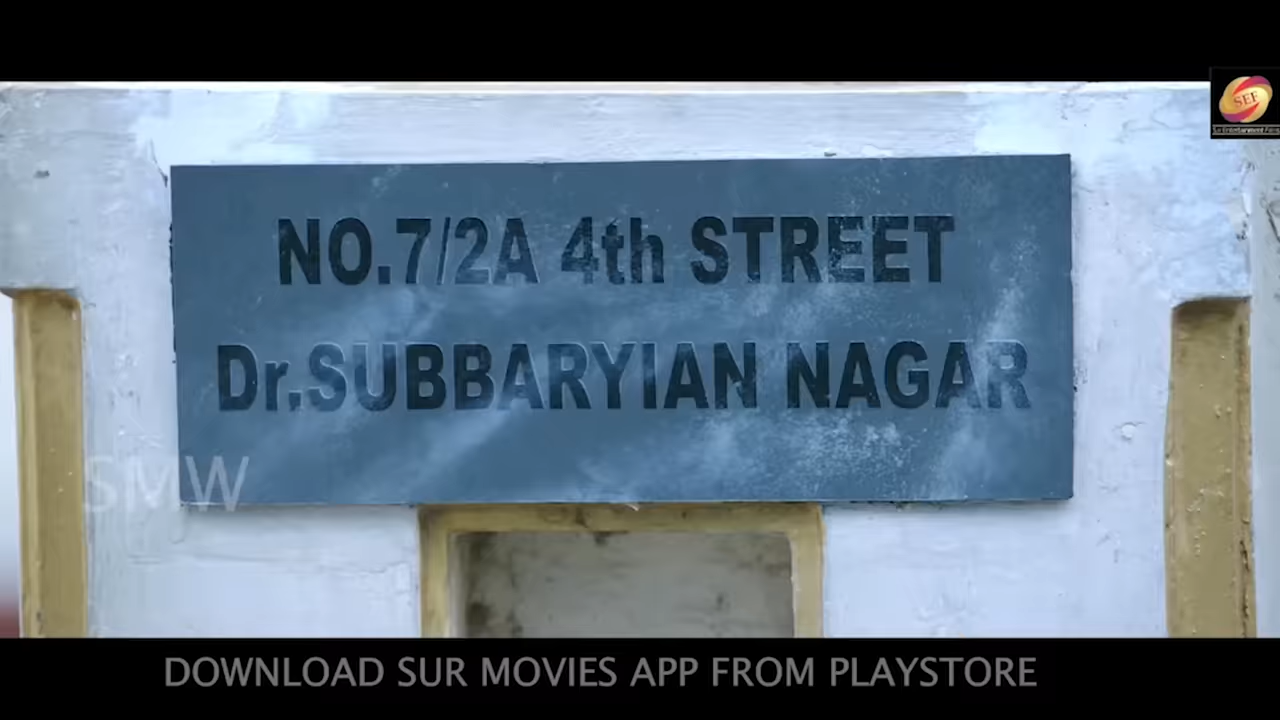 SEF
NO.7/2A 4th STREET
Dr.SUBBARYIAN NAGAR
SMW
DOWNLOAD SUR MOVIES APP FROM PLAYSTORE